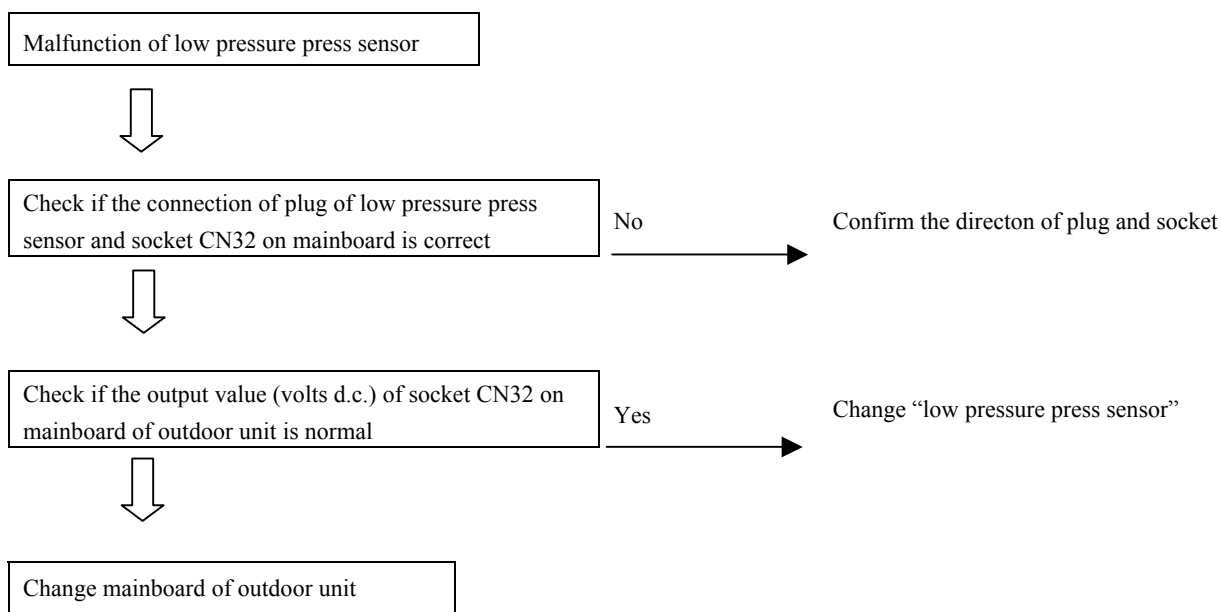 Malfunction of low pressure press sensor
Check if the connection of plug of low pressure press
sensor and socket CN32 on mainboard is correct
No
Confirm the directon of plug and socket
Check if the output value (volts d.c.) of socket CN32 on
mainboard of outdoor unit is normal
Yes
Change “low pressure press sensor”
Change mainboard of outdoor unit